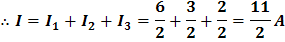 ∴ I = I₁ + I₂ + I₃ = 6/2 + 3/2 + 2/2 = 11/2 A